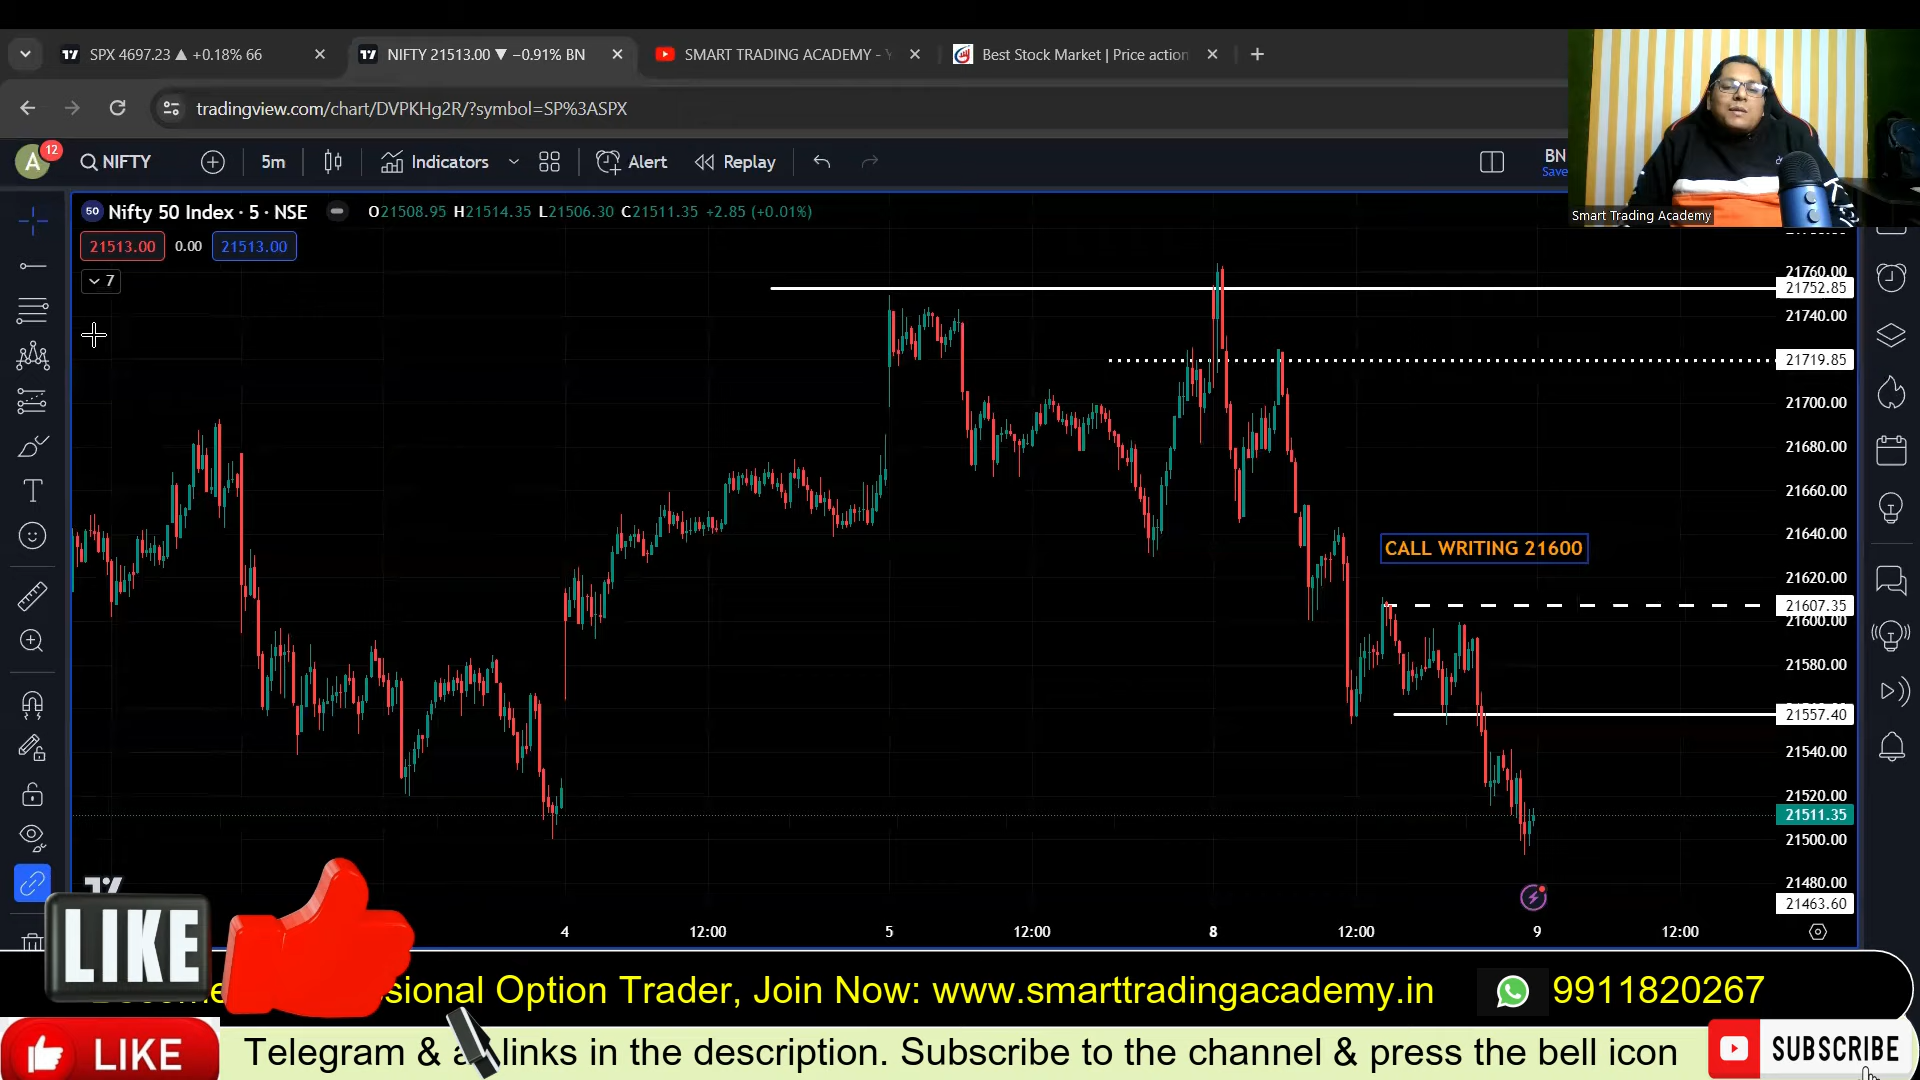 SPX 4697.23 ▲ +0.18% 66
NIFTY 21513.00 ▼ −0.91% BN
SMART TRADING ACADEMY - Y
Best Stock Market | Price action
tradingview.com/chart/DVPKHg2R/?symbol=SP%3ASPX
A 12 NIFTY 5m Indicators Alert Replay
BN
Save
Smart Trading Academy
50 Nifty 50 Index · 5 · NSE O21508.95 H21514.35 L21506.30 C21511.35 +2.85 (+0.01%)
21513.00 0.00 21513.00
7
21760.00
21752.85
21740.00
21719.85
21700.00
21680.00
21660.00
21640.00
CALL WRITING 21600
21620.00
21607.35
21600.00
21580.00
21557.40
21540.00
21520.00
21511.35
21500.00
21480.00
21463.60
4 12:00 5 12:00 8 12:00 9 12:00
LIKE
sional Option Trader, Join Now: www.smarttradingacademy.in 9911820267
LIKE Telegram & a links in the description. Subscribe to the channel & press the bell icon SUBSCRIBE